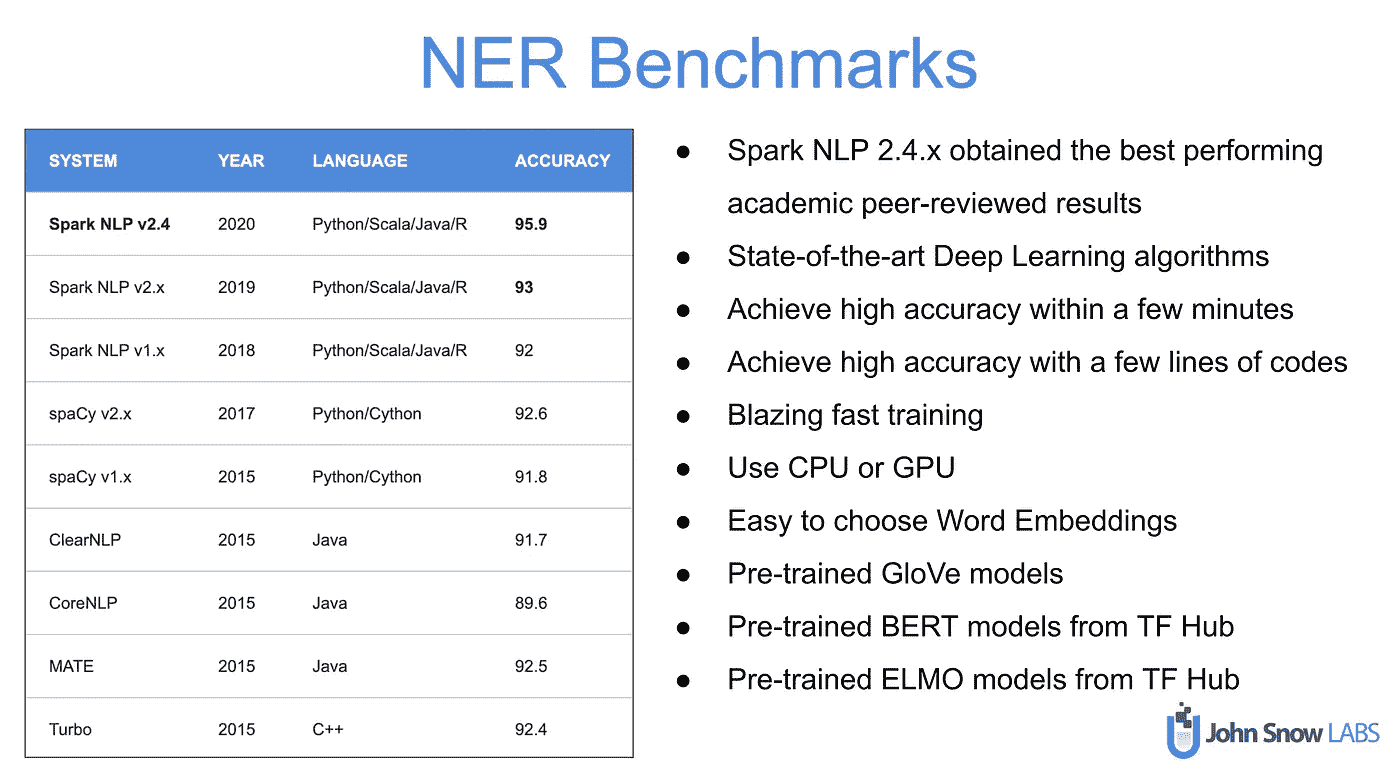 NER Benchmarks
SYSTEM YEAR LANGUAGE ACCURACY
Spark NLP v2.4 2020 Python/Scala/Java/R 95.9
Spark NLP v2.x 2019 Python/Scala/Java/R 93
Spark NLP v1.x 2018 Python/Scala/Java/R 92
spaCy v2.x 2017 Python/Cython 92.6
spaCy v1.x 2015 Python/Cython 91.8
ClearNLP 2015 Java 91.7
CoreNLP 2015 Java 89.6
MATE 2015 Java 92.5
Turbo 2015 C++ 92.4
● Spark NLP 2.4.x obtained the best performing
academic peer-reviewed results
● State-of-the-art Deep Learning algorithms
● Achieve high accuracy within a few minutes
● Achieve high accuracy with a few lines of codes
● Blazing fast training
● Use CPU or GPU
● Easy to choose Word Embeddings
● Pre-trained GloVe models
● Pre-trained BERT models from TF Hub
● Pre-trained ELMO models from TF Hub
John Snow LABS